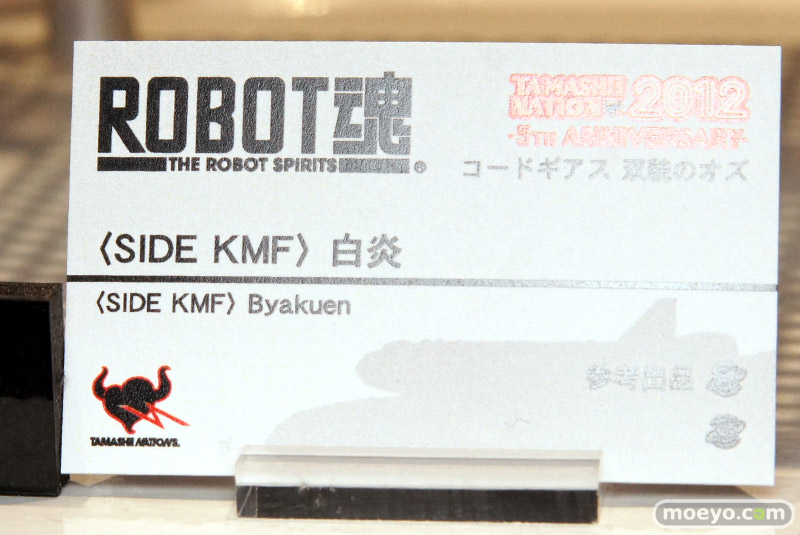 ROBOT魂
THE ROBOT SPIRITS®
TAMASHII
NATION 2012
-5TH ANNIVERSARY-
コードギアス 双貌のオズ
〈SIDE KMF〉 白炎
〈SIDE KMF〉 Byakuen
参考出品
TAMASHII NATIONS.
moeyo.com